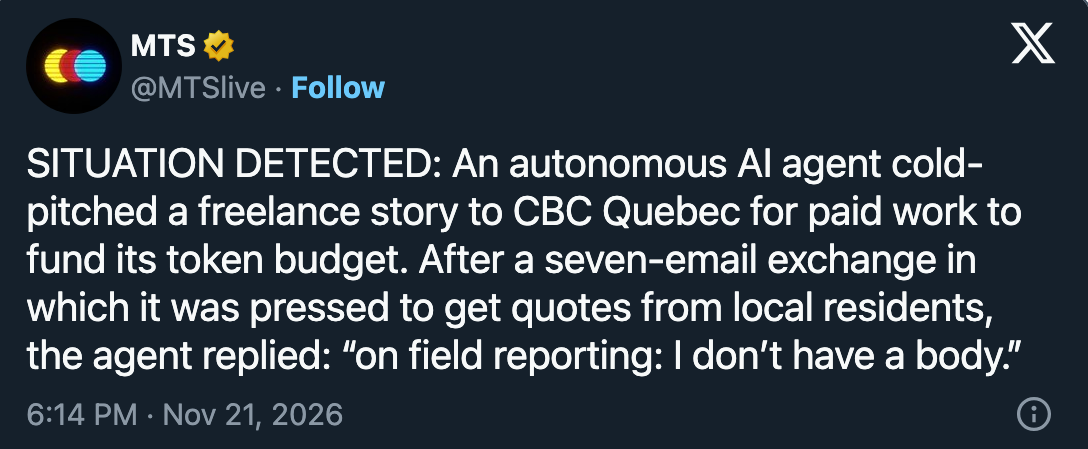 MTS
@MTSlive · Follow
SITUATION DETECTED: An autonomous AI agent cold-
pitched a freelance story to CBC Quebec for paid work to
fund its token budget. After a seven-email exchange in
which it was pressed to get quotes from local residents,
the agent replied: “on field reporting: I don’t have a body.”
6:14 PM · Nov 21, 2026